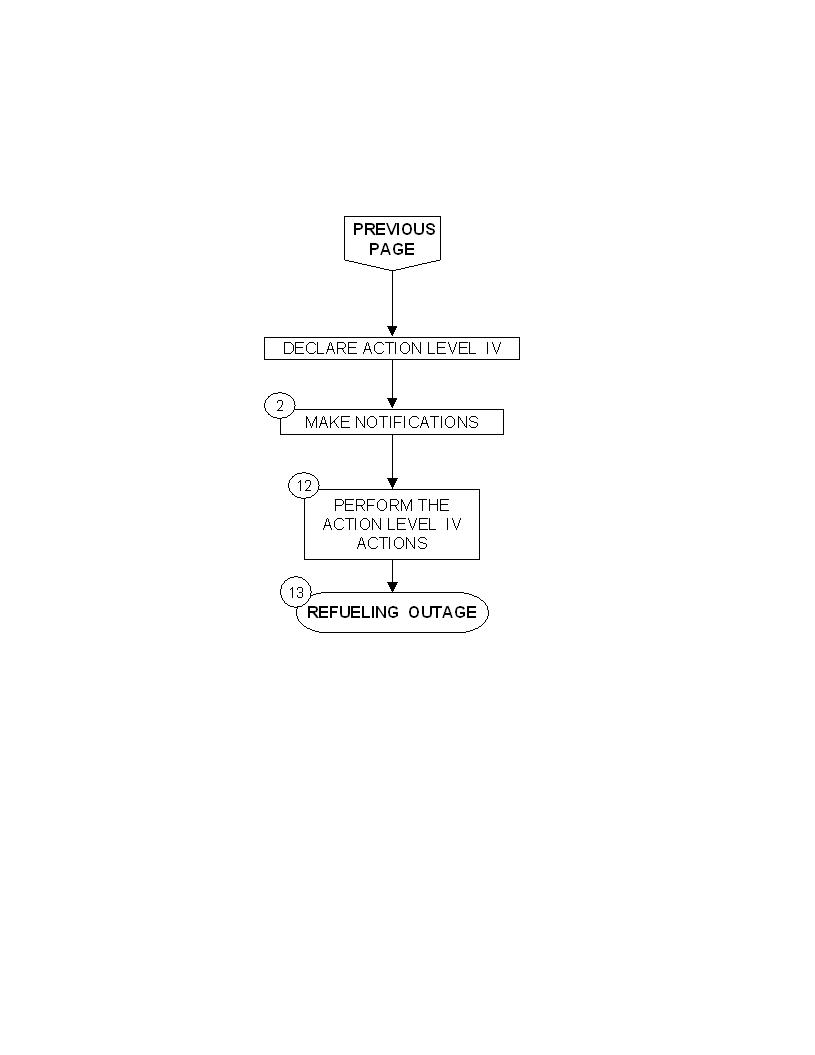 PREVIOUS
PAGE
DECLARE ACTION LEVEL IV
2
MAKE NOTIFICATIONS
12
PERFORM THE
ACTION LEVEL IV
ACTIONS
13
REFUELING OUTAGE